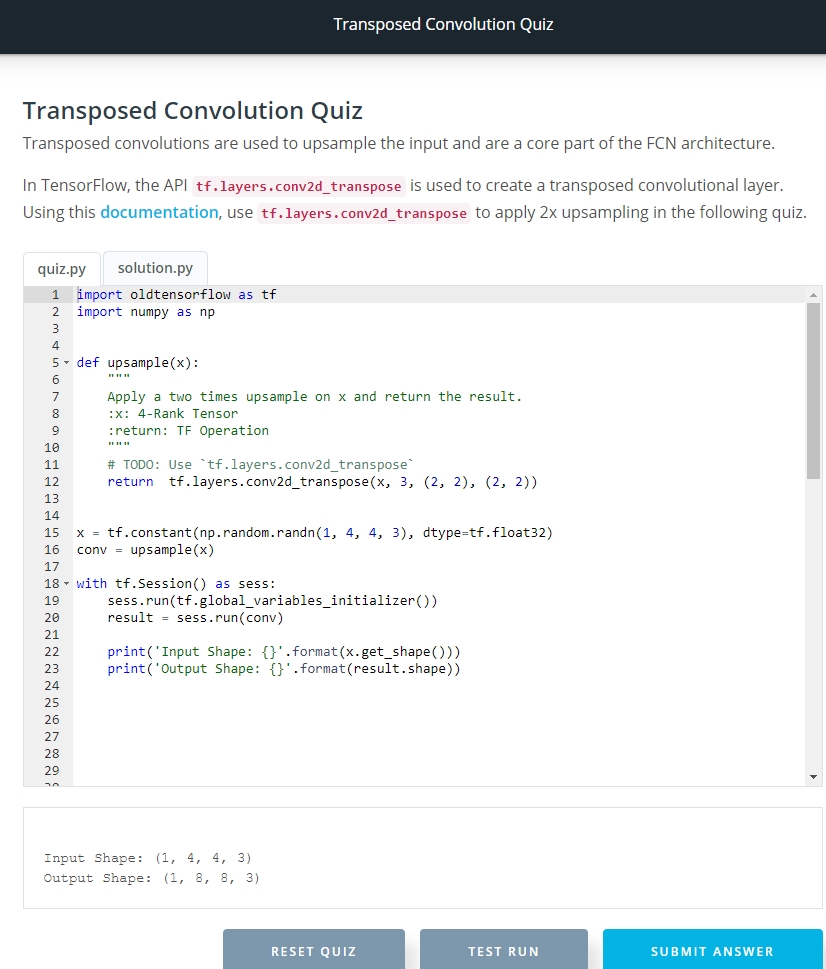 Transposed Convolution Quiz
Transposed Convolution Quiz
Transposed convolutions are used to upsample the input and are a core part of the FCN architecture.
In TensorFlow, the API tf.layers.conv2d_transpose is used to create a transposed convolutional layer.
Using this documentation, use tf.layers.conv2d_transpose to apply 2x upsampling in the following quiz.
quiz.py solution.py
1 import oldtensorflow as tf
2 import numpy as np
3
4
5 def upsample(x):
6 """
7 Apply a two times upsample on x and return the result.
8 :x: 4-Rank Tensor
9 :return: TF Operation
10 """
11 # TODO: Use `tf.layers.conv2d_transpose`
12 return  tf.layers.conv2d_transpose(x, 3, (2, 2), (2, 2))
13
14
15 x = tf.constant(np.random.randn(1, 4, 4, 3), dtype=tf.float32)
16 conv = upsample(x)
17
18 with tf.Session() as sess:
19 sess.run(tf.global_variables_initializer())
20 result = sess.run(conv)
21
22 print('Input Shape: {}'.format(x.get_shape()))
23 print('Output Shape: {}'.format(result.shape))
24
25
26
27
28
29
30
Input Shape: (1, 4, 4, 3)
Output Shape: (1, 8, 8, 3)
RESET QUIZ TEST RUN SUBMIT ANSWER